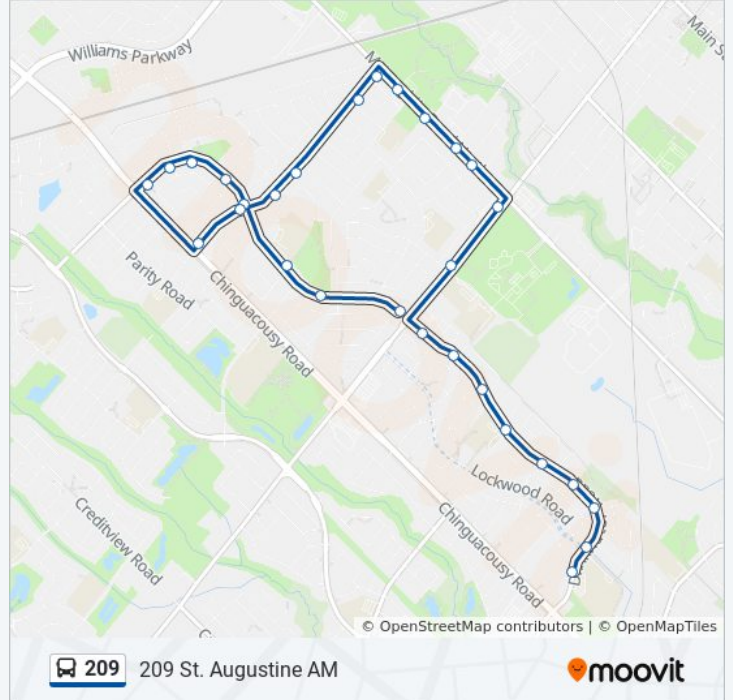 Williams Parkway
Main
Parity Road
Chinguacousy Road
Lockwood Road
Chinguacousy Road
Creditview Road
© OpenStreetMap contributors | © OpenMapTiles
209 209 St. Augustine AM
moovit